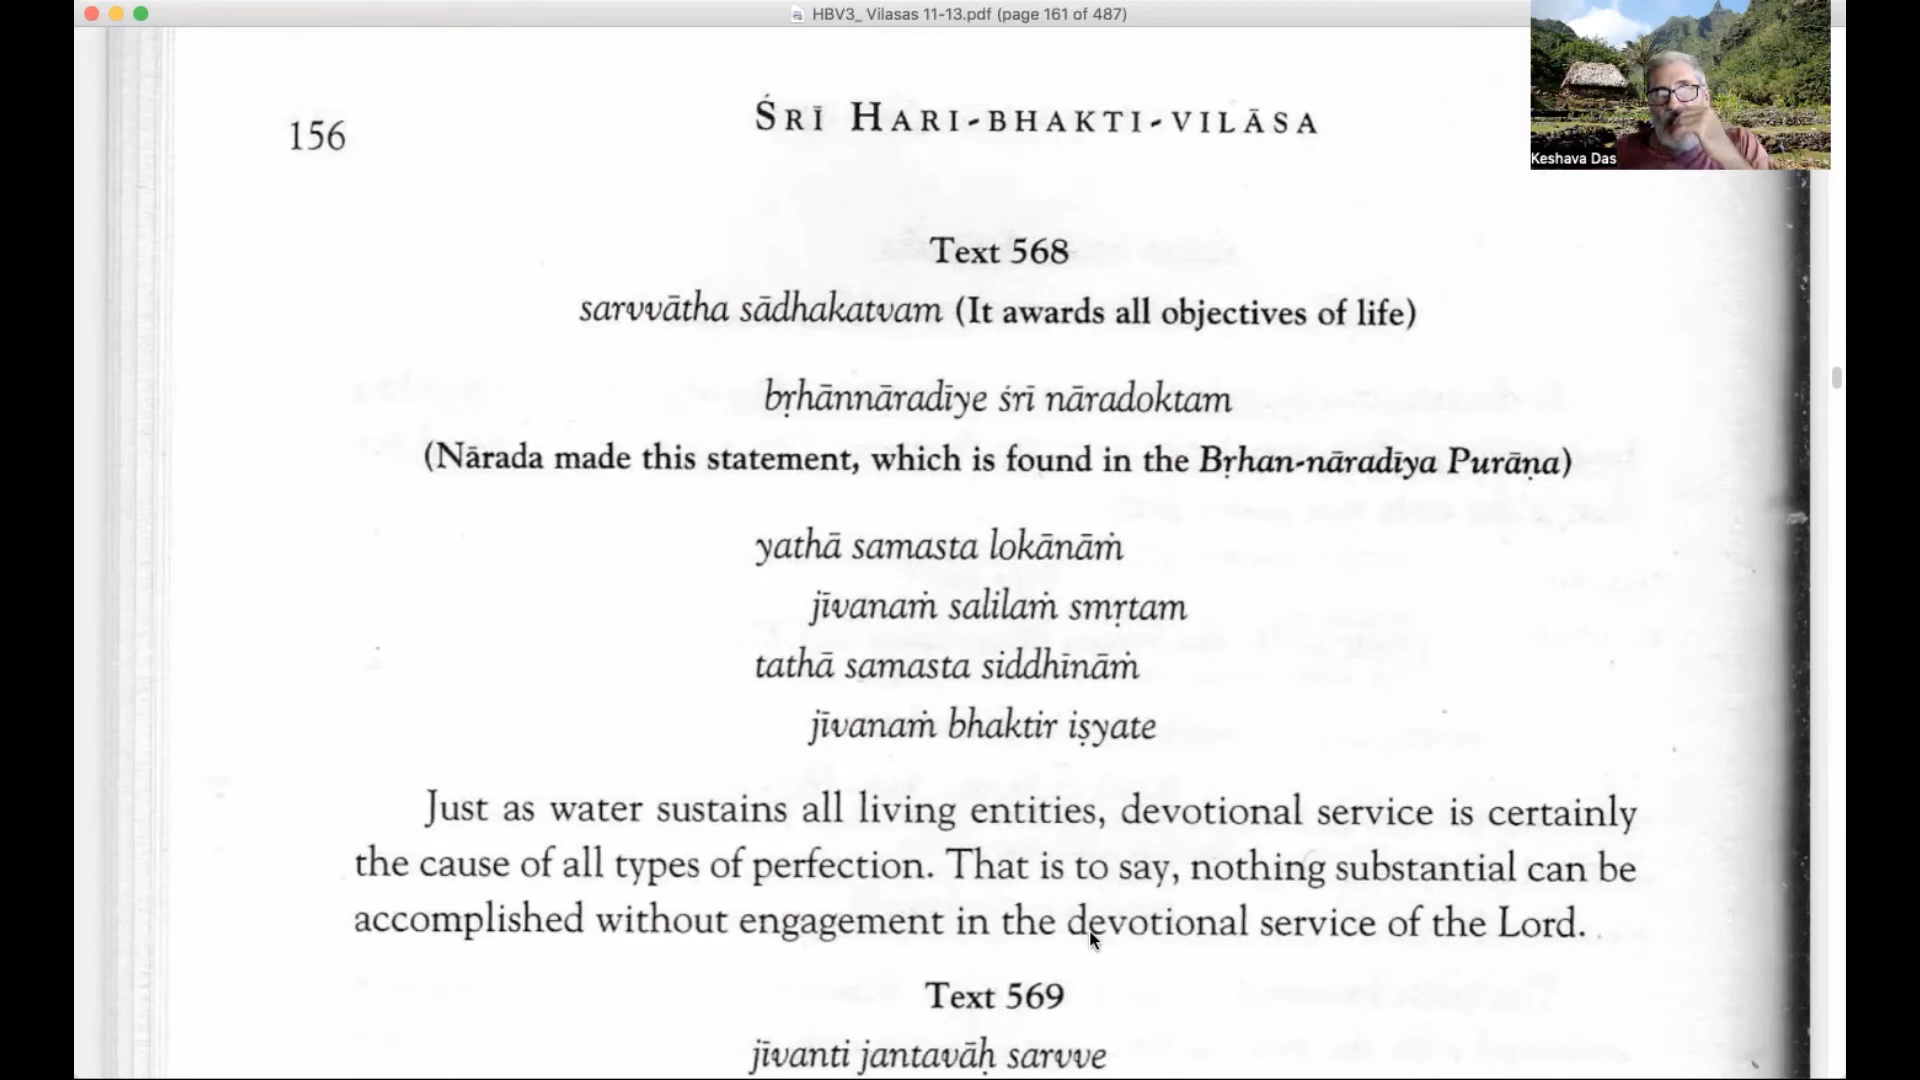 HBV3_ Vilasas 11-13.pdf (page 161 of 487)
Keshava Das
156
ŚRĪ HARI-BHAKTI-VILĀSA
Text 568
sarvvātha sādhakatvam (It awards all objectives of life)
bṛhānnāradīye śrī nāradoktam
(Nārada made this statement, which is found in the Bṛhan-nāradīya Purāṇa)
yathā samasta lokānāṁ
jīvanaṁ salilaṁ smṛtam
tathā samasta siddhīnāṁ
jīvanaṁ bhaktir iṣyate
Just as water sustains all living entities, devotional service is certainly
the cause of all types of perfection. That is to say, nothing substantial can be
accomplished without engagement in the devotional service of the Lord.
Text 569
jīvanti jantavāḥ sarvve